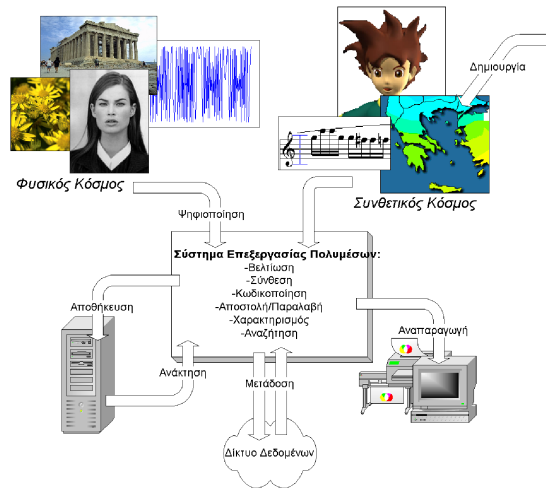 Δημιουργία
Φυσικός Κόσμος
Συνθετικός Κόσμος
Ψηφιοποίηση
Σύστημα Επεξεργασίας Πολυμέσων:
-Βελτίωση
-Σύνθεση
-Κωδικοποίηση
-Αποστολή/Παραλαβή
-Χαρακτηρισμός
-Αναζήτηση
Αποθήκευση
Αναπαραγωγή
Ανάκτηση
Μετάδοση
Δίκτυο Δεδομένων